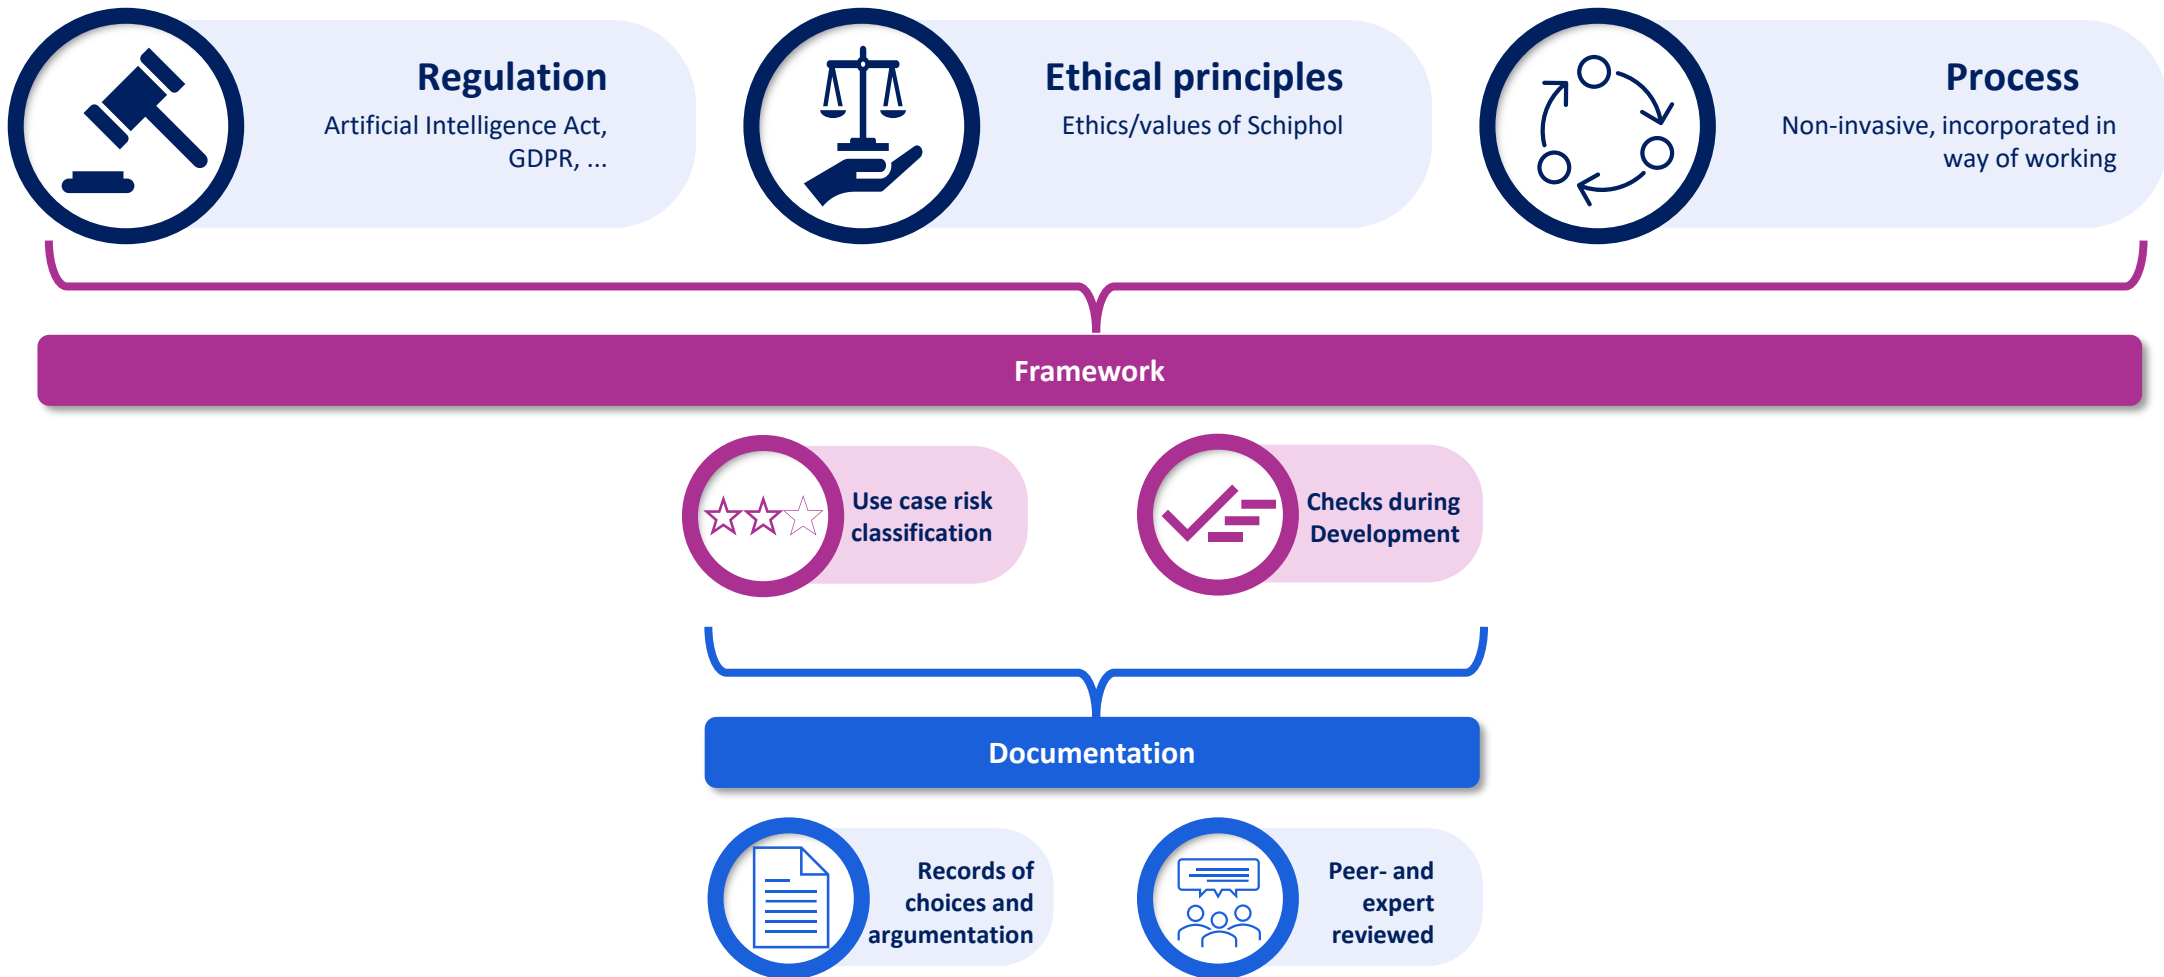 Regulation
Artificial Intelligence Act,
GDPR, ...
Ethical principles
Ethics/values of Schiphol
Process
Non-invasive, incorporated in
way of working
Framework
Use case risk
classification
Checks during
Development
Documentation
Records of
choices and
argumentation
Peer- and
expert
reviewed